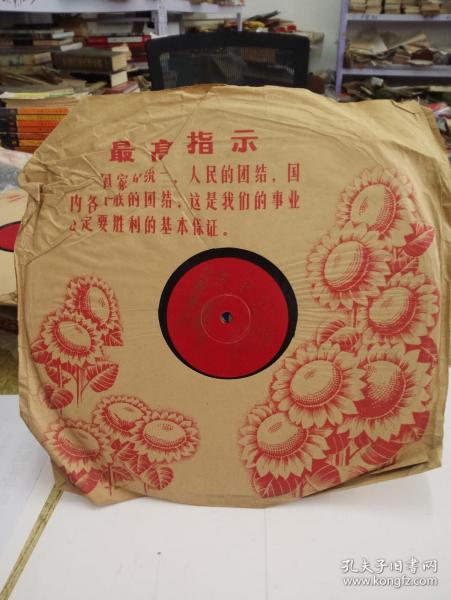 最高指示
国家的统一，人民的团结，国
内各民族的团结，这是我们的事业
必定要胜利的基本保证。
孔夫子旧书网
www.kongfz.com